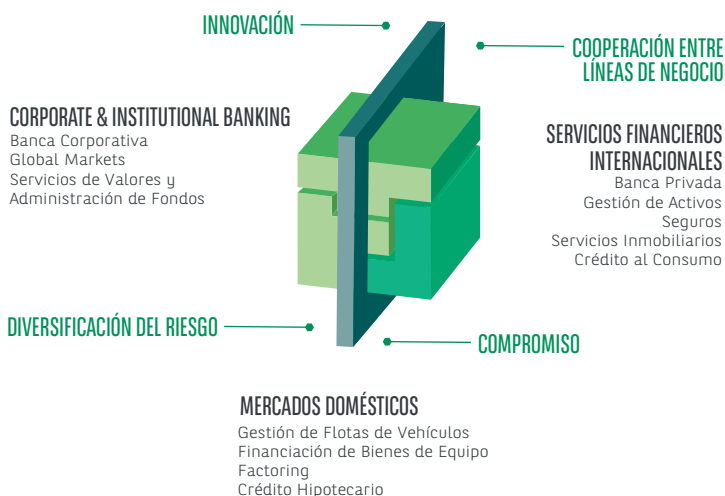 INNOVACIÓN
COOPERACIÓN ENTRE
LÍNEAS DE NEGOCIO
CORPORATE & INSTITUTIONAL BANKING
Banca Corporativa
Global Markets
Servicios de Valores y
Administración de Fondos
SERVICIOS FINANCIEROS
INTERNACIONALES
Banca Privada
Gestión de Activos
Seguros
Servicios Inmobiliarios
Crédito al Consumo
DIVERSIFICACIÓN DEL RIESGO
COMPROMISO
MERCADOS DOMÉSTICOS
Gestión de Flotas de Vehículos
Financiación de Bienes de Equipo
Factoring
Crédito Hipotecario